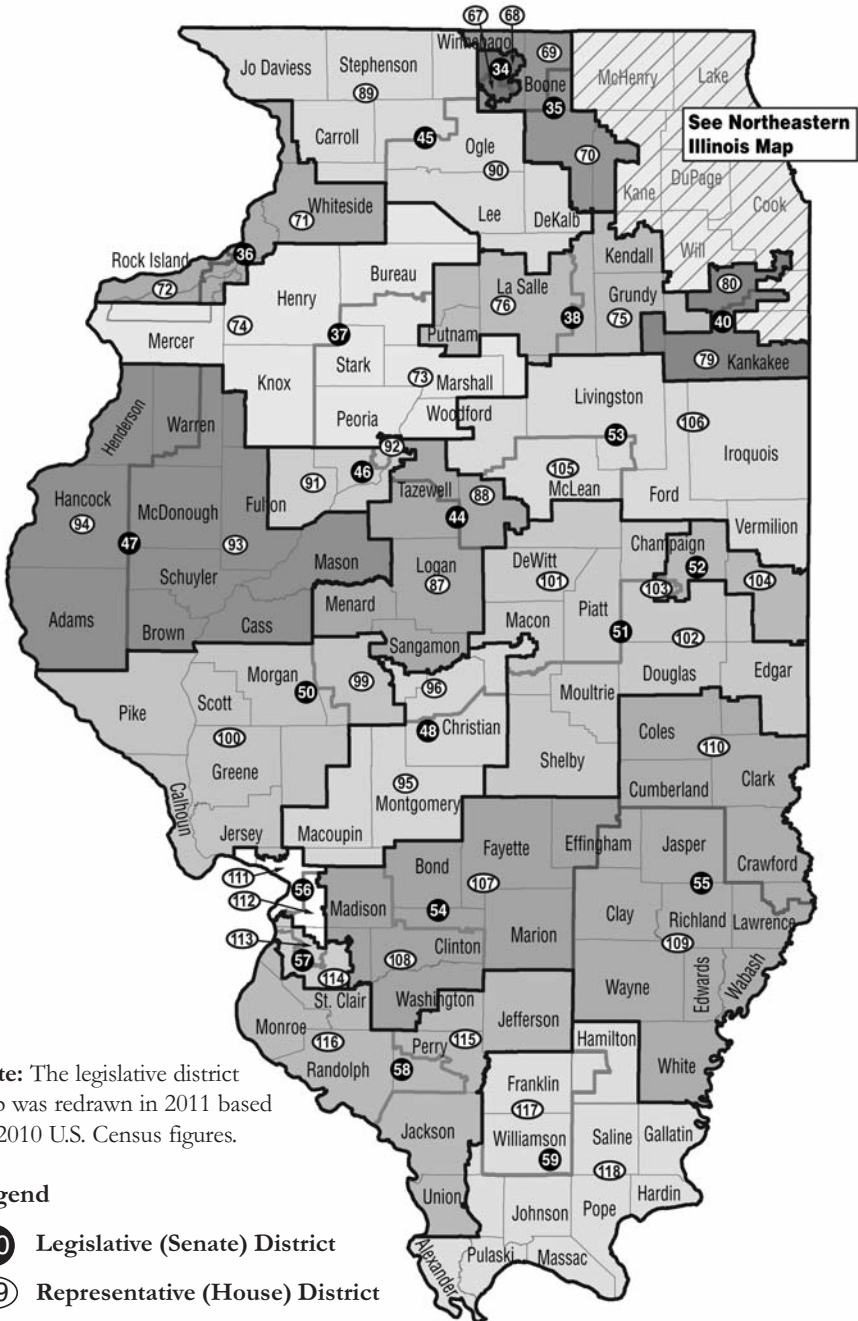 67
68
Winnebago
69
Jo Daviess
Stephenson
34
Boone
McHenry
Lake
89
35
See Northeastern
Illinois Map
Carroll
45
Ogle
70
90
DuPage
Kane
Cook
Whiteside
Lee
DeKalb
71
Will
Rock Island
36
Kendall
Bureau
72
La Salle
80
Henry
76
Grundy
74
38
75
40
Mercer
37
Putnam
79
Kankakee
Stark
73
Marshall
Knox
Livingston
Peoria
Woodford
106
Henderson
Warren
53
Iroquois
92
46
105
91
Tazewell
88
McLean
Ford
Hancock
McDonough
Fulton
94
44
Vermilion
47
93
Champaign
Mason
DeWitt
52
Schuyler
Logan
101
103
104
87
Adams
Menard
Piatt
Brown
Cass
Macon
51
102
Sangamon
Morgan
99
96
Douglas
Edgar
Scott
50
Moultrie
Pike
48
Christian
Coles
100
110
Greene
Shelby
95
Clark
Calhoun
Montgomery
Cumberland
Jersey
Macoupin
Fayette
Effingham
Jasper
Bond
Crawford
111
107
56
55
112
Madison
54
Clay
Richland
Lawrence
113
Clinton
Marion
109
57
108
114
Wayne
Edwards
Wabash
St. Clair
Washington
Jefferson
Monroe
Hamilton
116
Perry
115
White
te: The legislative district
Randolph
58
Franklin
p was redrawn in 2011 based
117
2010 U.S. Census figures.
Jackson
Williamson
Saline
Gallatin
59
118
gend
Union
Hardin
Johnson
Pope
0
Legislative (Senate) District
Alexander
Pulaski
Massac
9
Representative (House) District